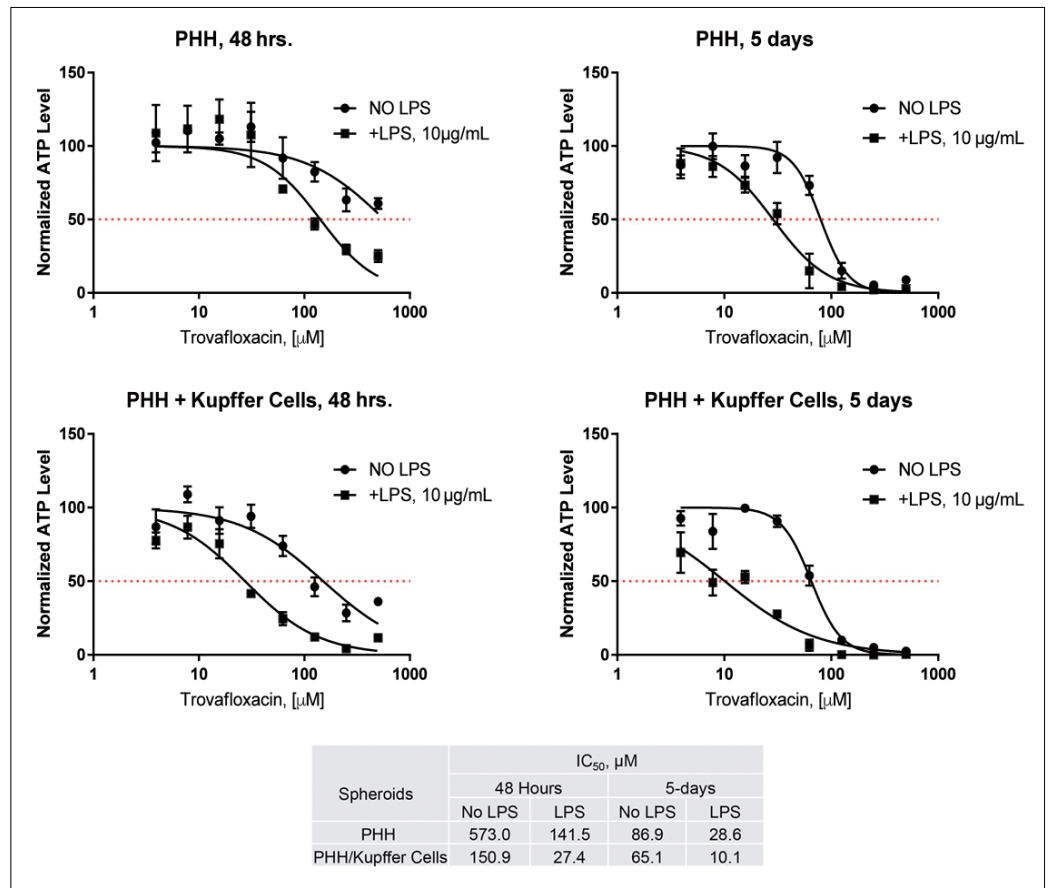 PHH, 48 hrs.
Normalized ATP Level
150
100
50
0
1
10
100
1000
Trovafloxacin, [μM]
NO LPS
+LPS, 10μg/mL
PHH, 5 days
Normalized ATP Level
150
100
50
0
1
10
100
1000
Trovafloxacin, [μM]
NO LPS
+LPS, 10 μg/mL
PHH + Kupffer Cells, 48 hrs.
Normalized ATP Level
150
100
50
0
1
10
100
1000
Trovafloxacin, [μM]
NO LPS
+LPS, 10 μg/mL
PHH + Kupffer Cells, 5 days
Normalized ATP Level
150
100
50
0
1
10
100
1000
Trovafloxacin, [μM]
NO LPS
+LPS, 10 μg/mL
Spheroids
IC50, μM
48 Hours 5-days
No LPS LPS No LPS LPS
PHH 573.0 141.5 86.9 28.6
PHH/Kupffer Cells 150.9 27.4 65.1 10.1